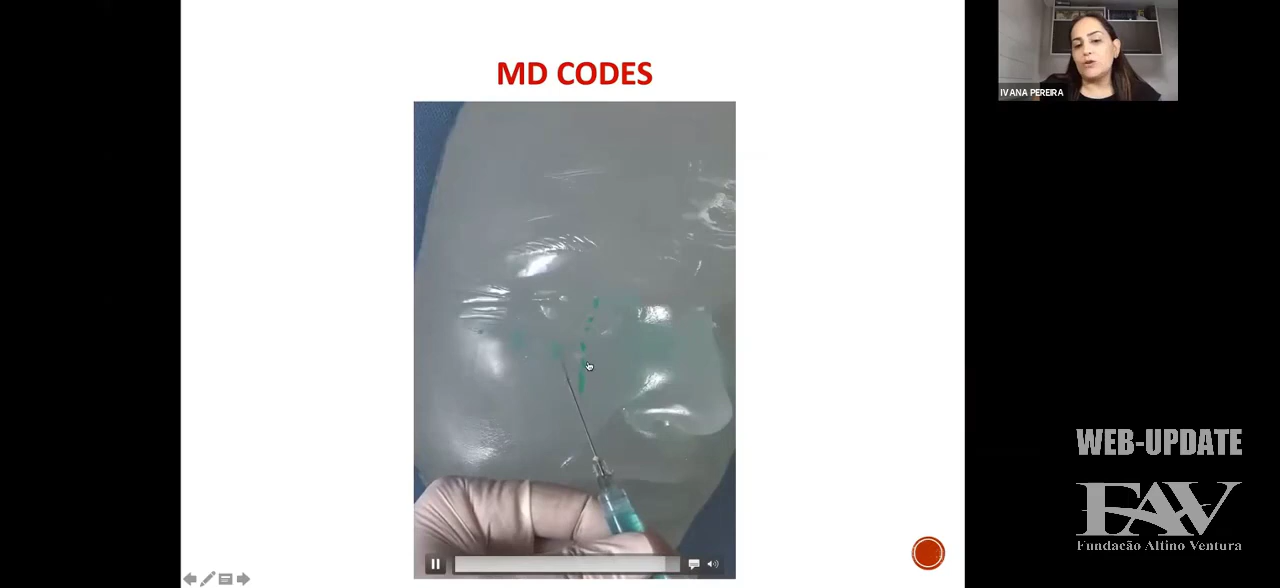 MD CODES
IVANA PEREIRA
WEB-UPDATE
FAV
Fundação Altino Ventura